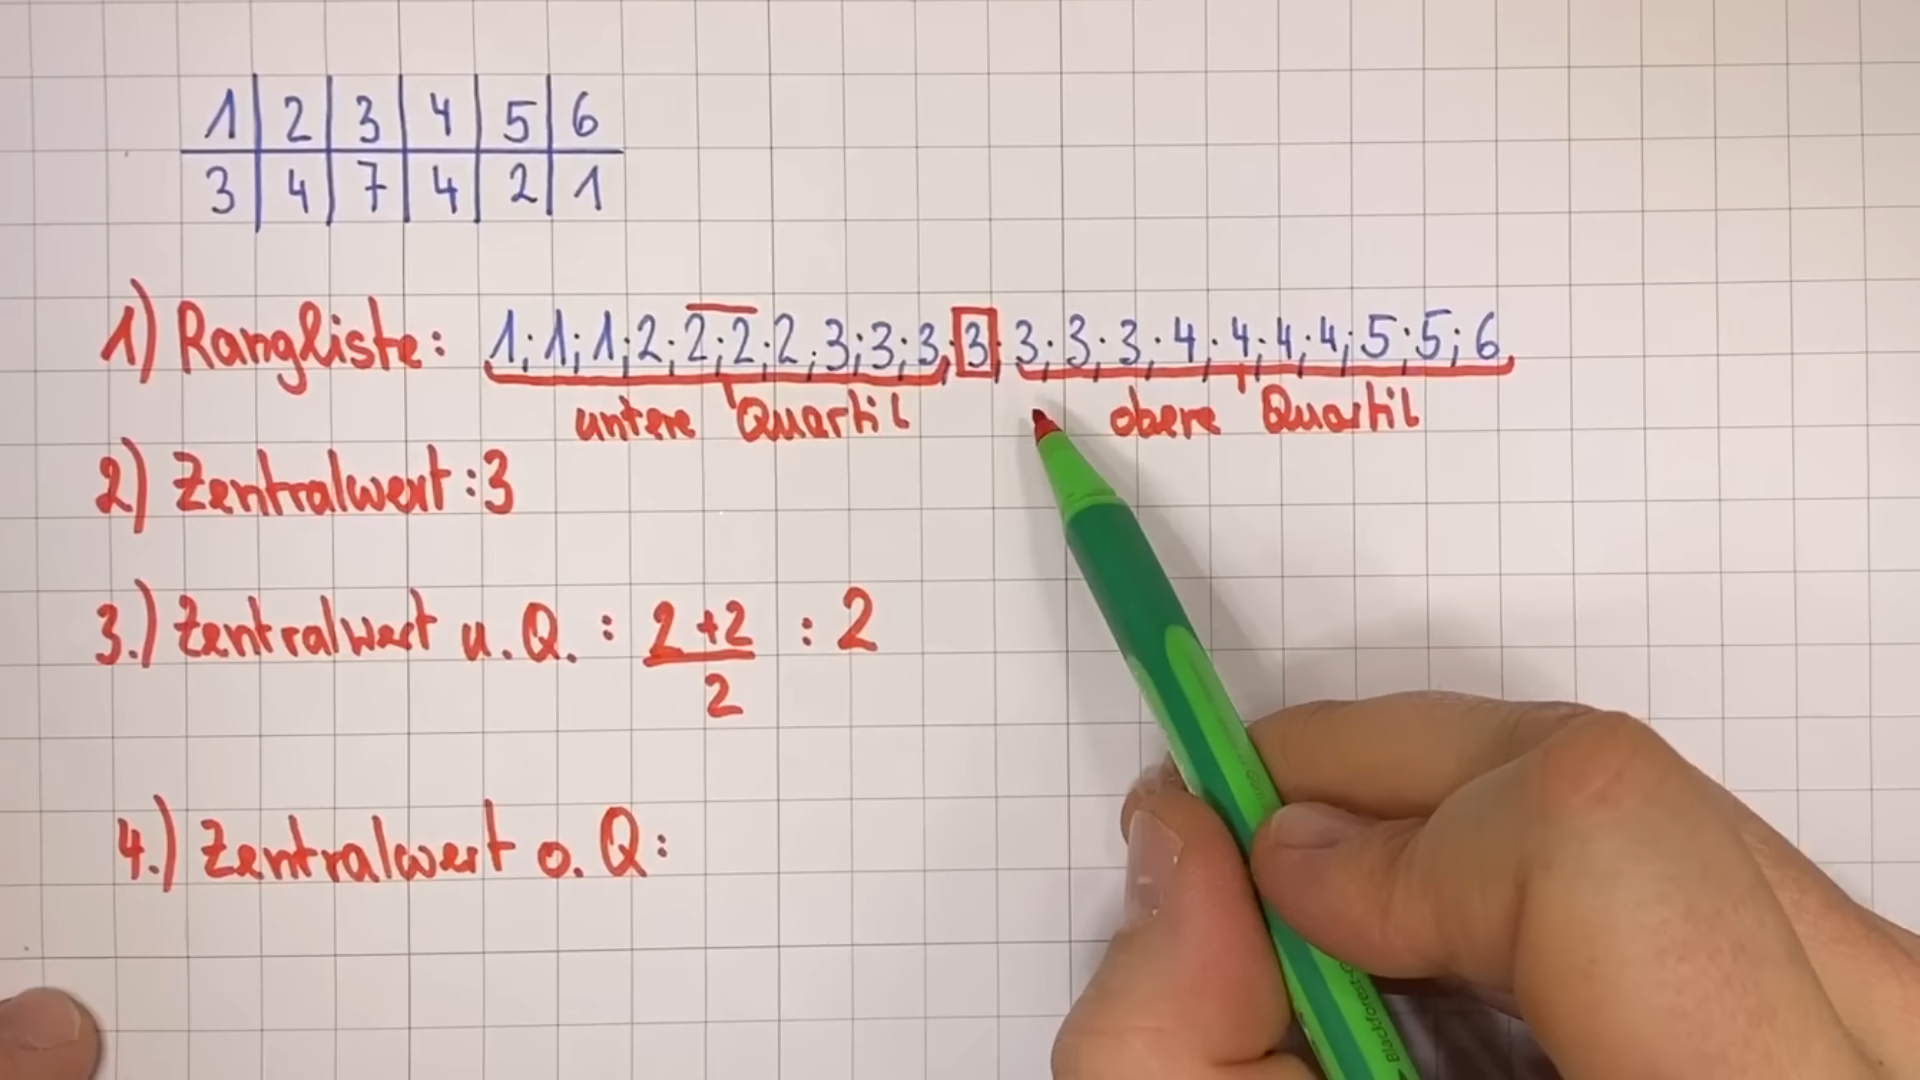 1 2 3 4 5 6
3 4 7 4 2 1
1) Rangliste: 1; 1; 1; 2; 2; 2; 2; 3; 3; 3; 3; 3; 3; 3; 4; 4; 4; 4; 5; 5; 6
untere Quartil obere Quartil
2) Zentralwert: 3
3.) Zentralwert u. Q. : 2+2 : 2
2
4.) Zentralwert o. Q: